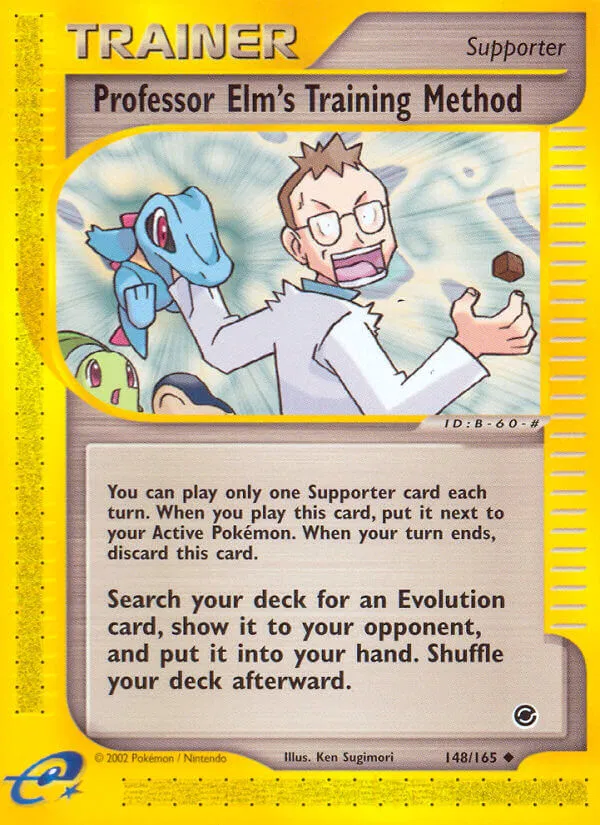 TRAINER
Supporter
Professor Elm's Training Method
ID:B-60-#
You can play only one Supporter card each
turn. When you play this card, put it next to
your Active Pokémon. When your turn ends,
discard this card.
Search your deck for an Evolution
card, show it to your opponent,
and put it into your hand. Shuffle
your deck afterward.
© 2002 Pokémon / Nintendo
Illus. Ken Sugimori
148/165 ◆
e